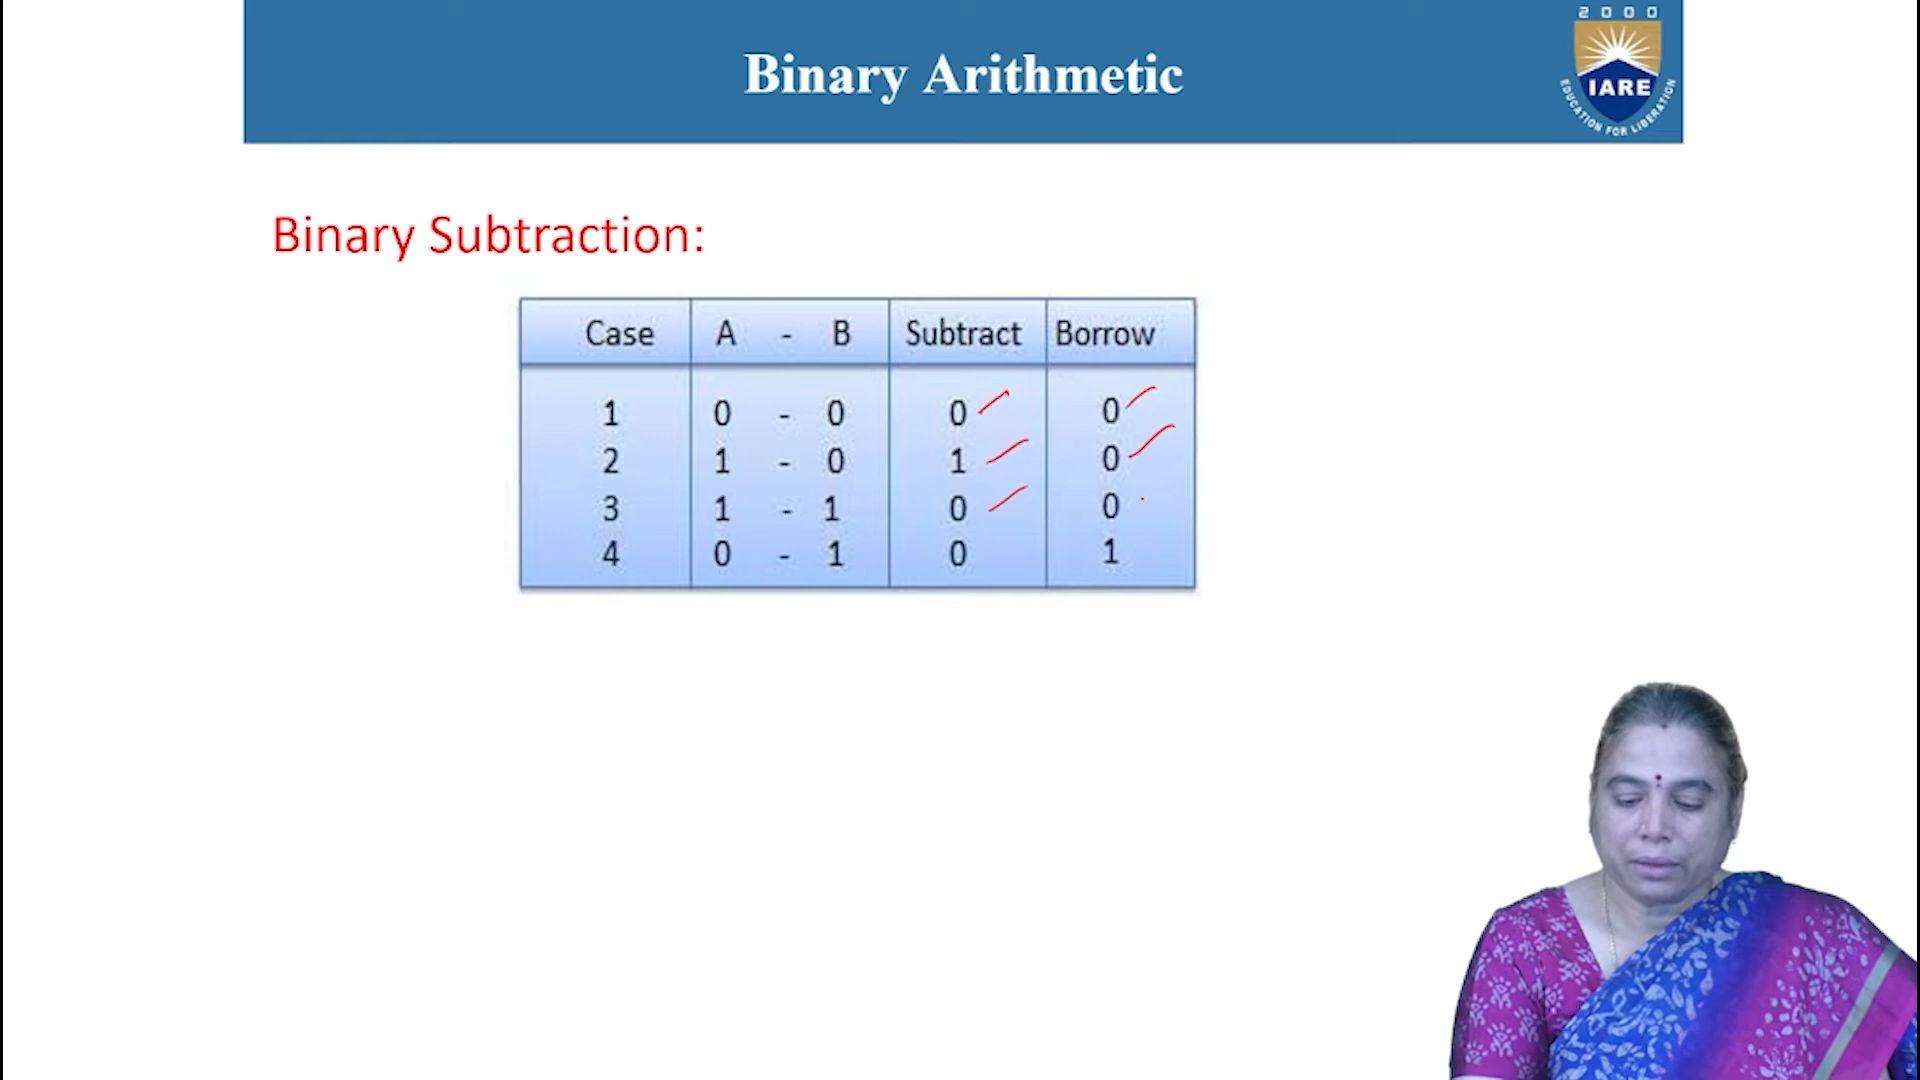 2000
Binary Arithmetic
IARE
EDUCATION FOR LIBERATION
Binary Subtraction:
Case A - B Subtract Borrow
1 0 - 0 0 0
2 1 - 0 1 0
3 1 - 1 0 0
4 0 - 1 0 1